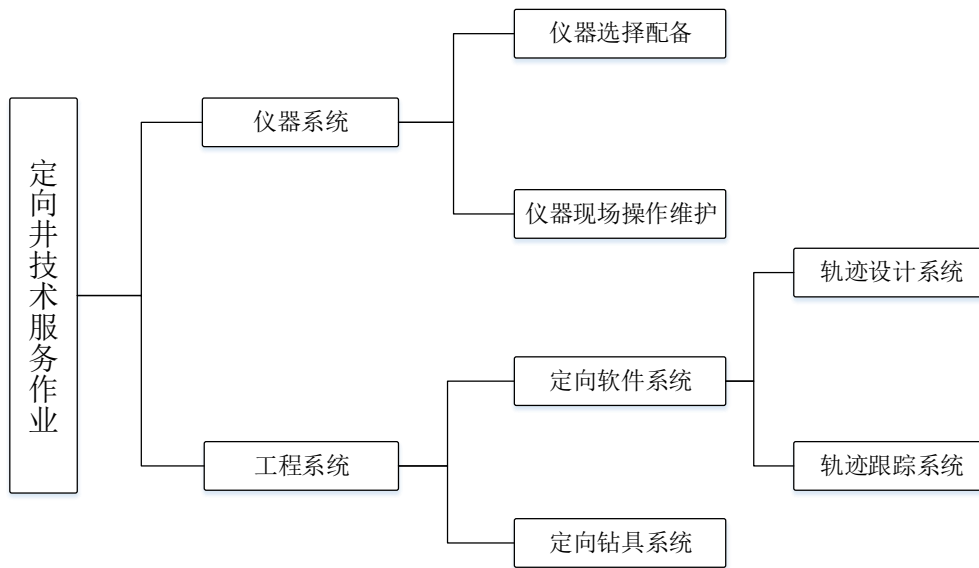 定向井技术服务作业
仪器系统
仪器选择配备
仪器现场操作维护
工程系统
定向软件系统
轨迹设计系统
轨迹跟踪系统
定向钻具系统